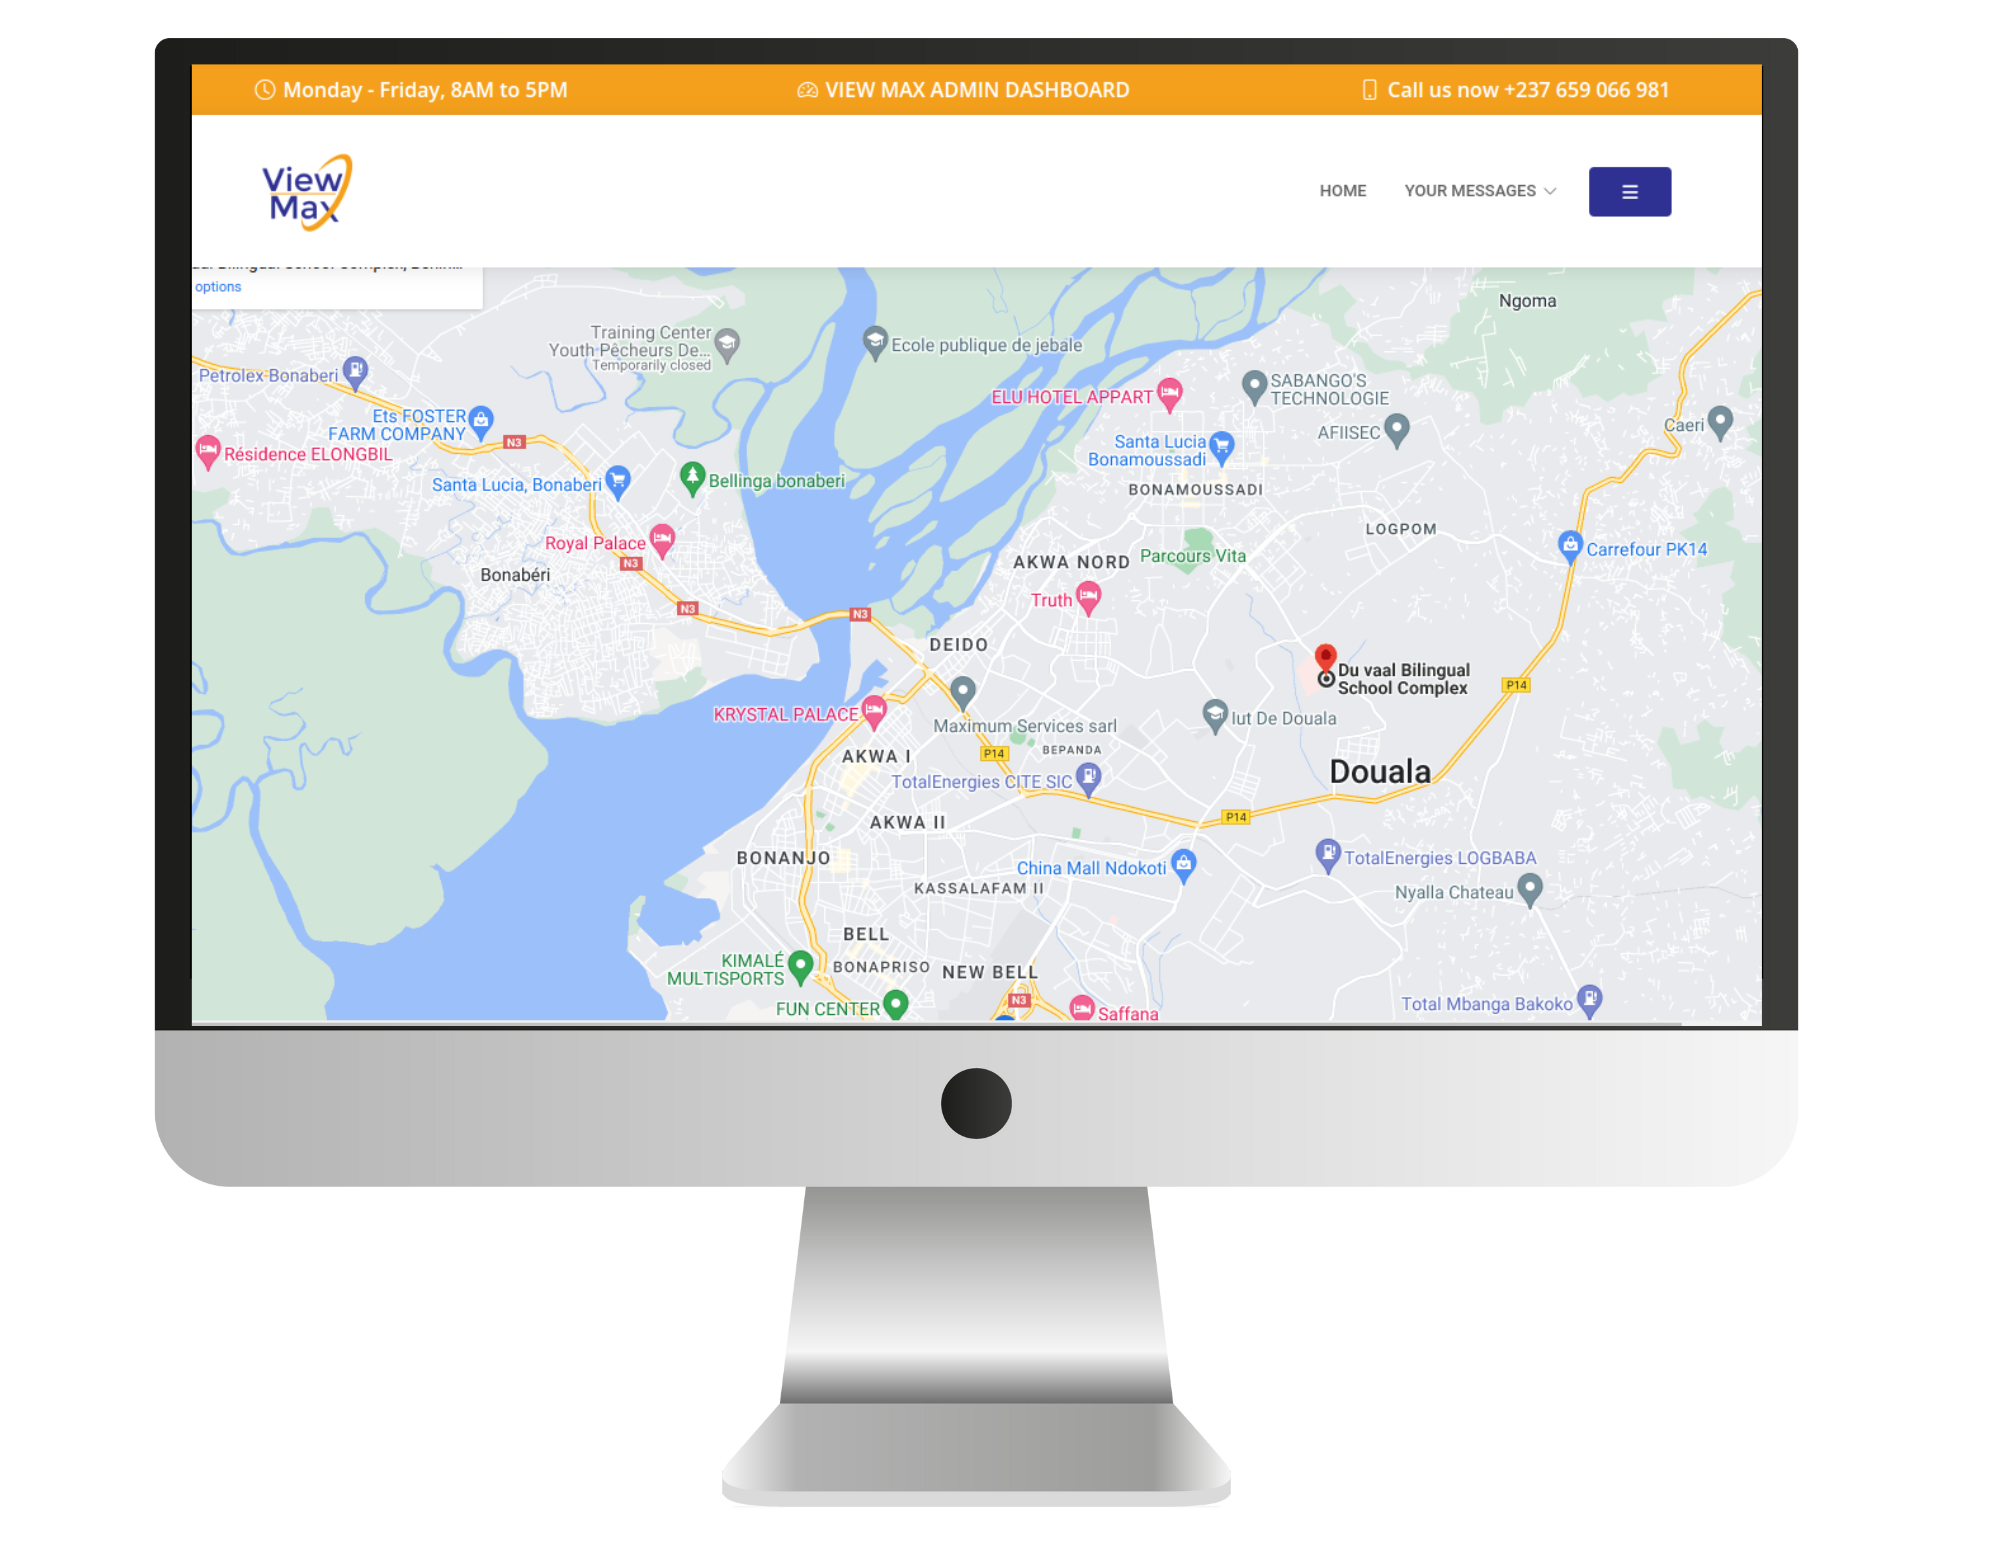 Monday - Friday, 8AM to 5PM
VIEW MAX ADMIN DASHBOARD
Call us now +237 659 066 981
View
Max
HOME
YOUR MESSAGES
options
Ngoma
Training Center
Youth Pêcheurs De...
Temporarily closed
Ecole publique de jebale
Petrolex Bonaberi
ELU HOTEL APPART
SABANGO'S
TECHNOLOGIE
Ets FOSTER
FARM COMPANY
N3
AFIISEC
Caeri
Résidence ELONGBIL
Santa Lucia
Bonamoussadi
Santa Lucia, Bonaberi
Bellinga bonaberi
BONAMOUSSADI
LOGPOM
Royal Palace
N3
Carrefour PK14
AKWA NORD
Parcours Vita
Bonabéri
Truth
N3
N3
DEIDO
Du vaal Bilingual
School Complex
P14
KRYSTAL PALACE
Maximum Services sarl
Iut De Douala
AKWA I
P14
BEPANDA
Douala
TotalEnergies CITE SIC
AKWA II
P14
BONANJO
China Mall Ndokoti
TotalEnergies LOGBABA
KASSALAFAM II
Nyalla Chateau
BELL
KIMALÉ
MULTISPORTS
BONAPRISO
NEW BELL
N3
FUN CENTER
Saffana
Total Mbanga Bakoko